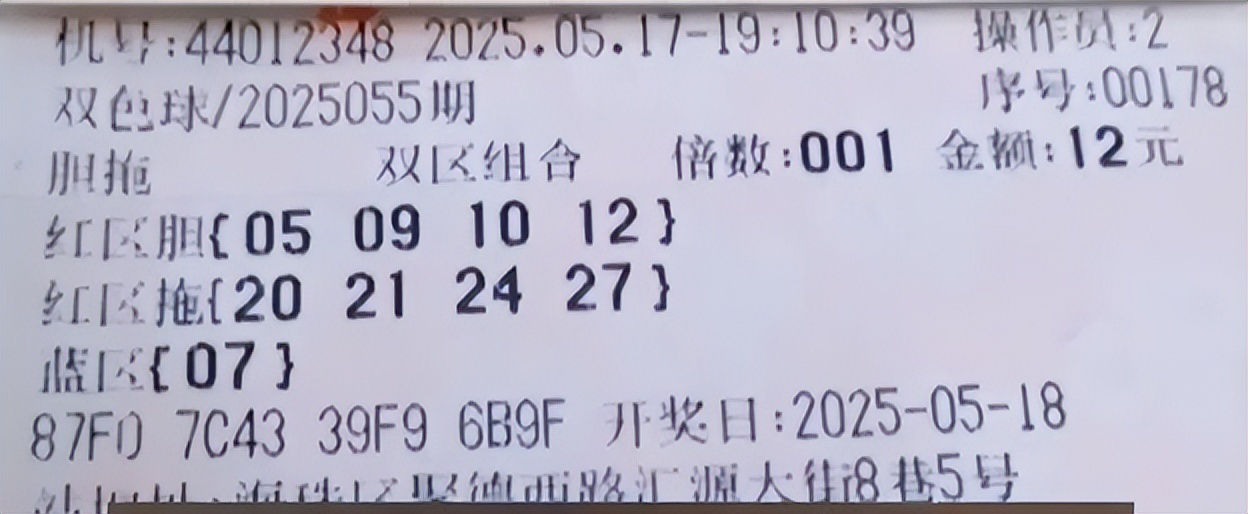 机号:44012348 2025.05.17-19:10:39 操作员:2
双色球/2025055期 序号:00178
胆拖 双区组合 倍数:001 金额:12元
红区胆{05 09 10 12}
红区拖{20 21 24 27}
蓝区{07}
87F0 7C43 39F9 6B9F 开奖日:2025-05-18
海珠区聚德西路汇源大街8巷5号